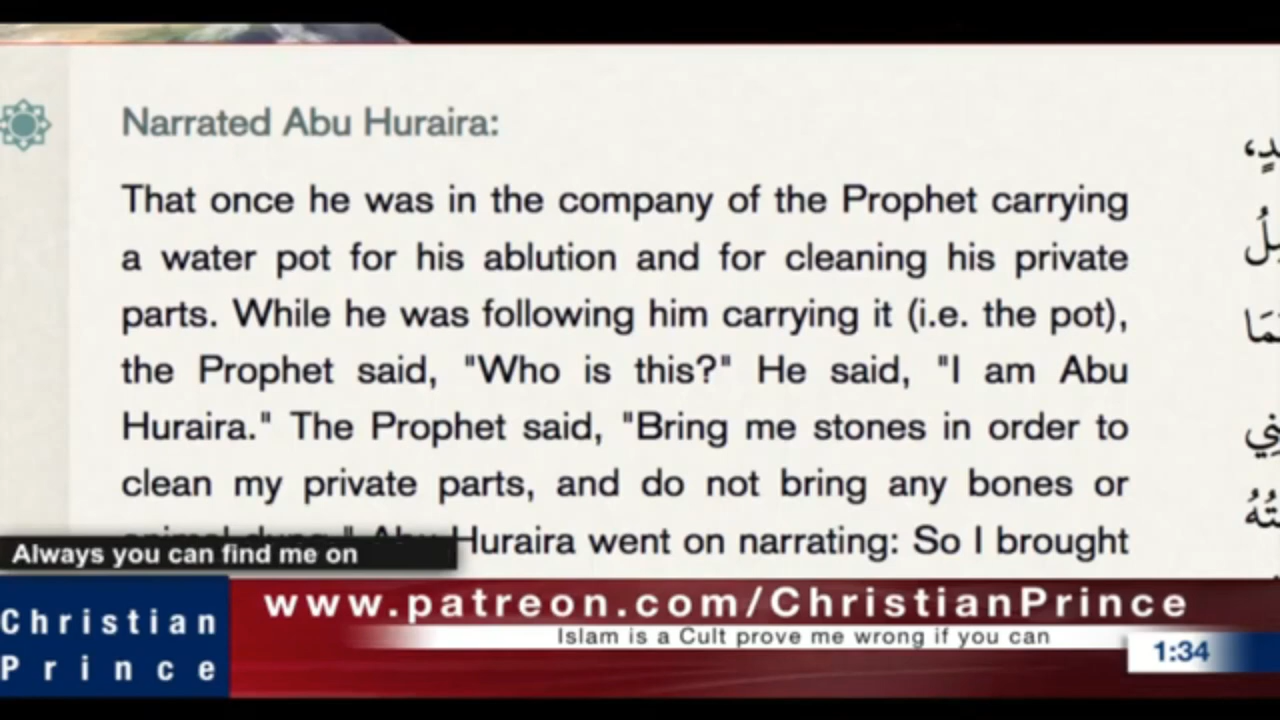 Narrated Abu Huraira:
That once he was in the company of the Prophet carrying
a water pot for his ablution and for cleaning his private
parts. While he was following him carrying it (i.e. the pot),
the Prophet said, "Who is this?" He said, "I am Abu
Huraira." The Prophet said, "Bring me stones in order to
clean my private parts, and do not bring any bones or
Huraira went on narrating: So I brought
Always you can find me on
Christian
Prince
www.patreon.com/ChristianPrince
Islam is a Cult prove me wrong if you can
1:34